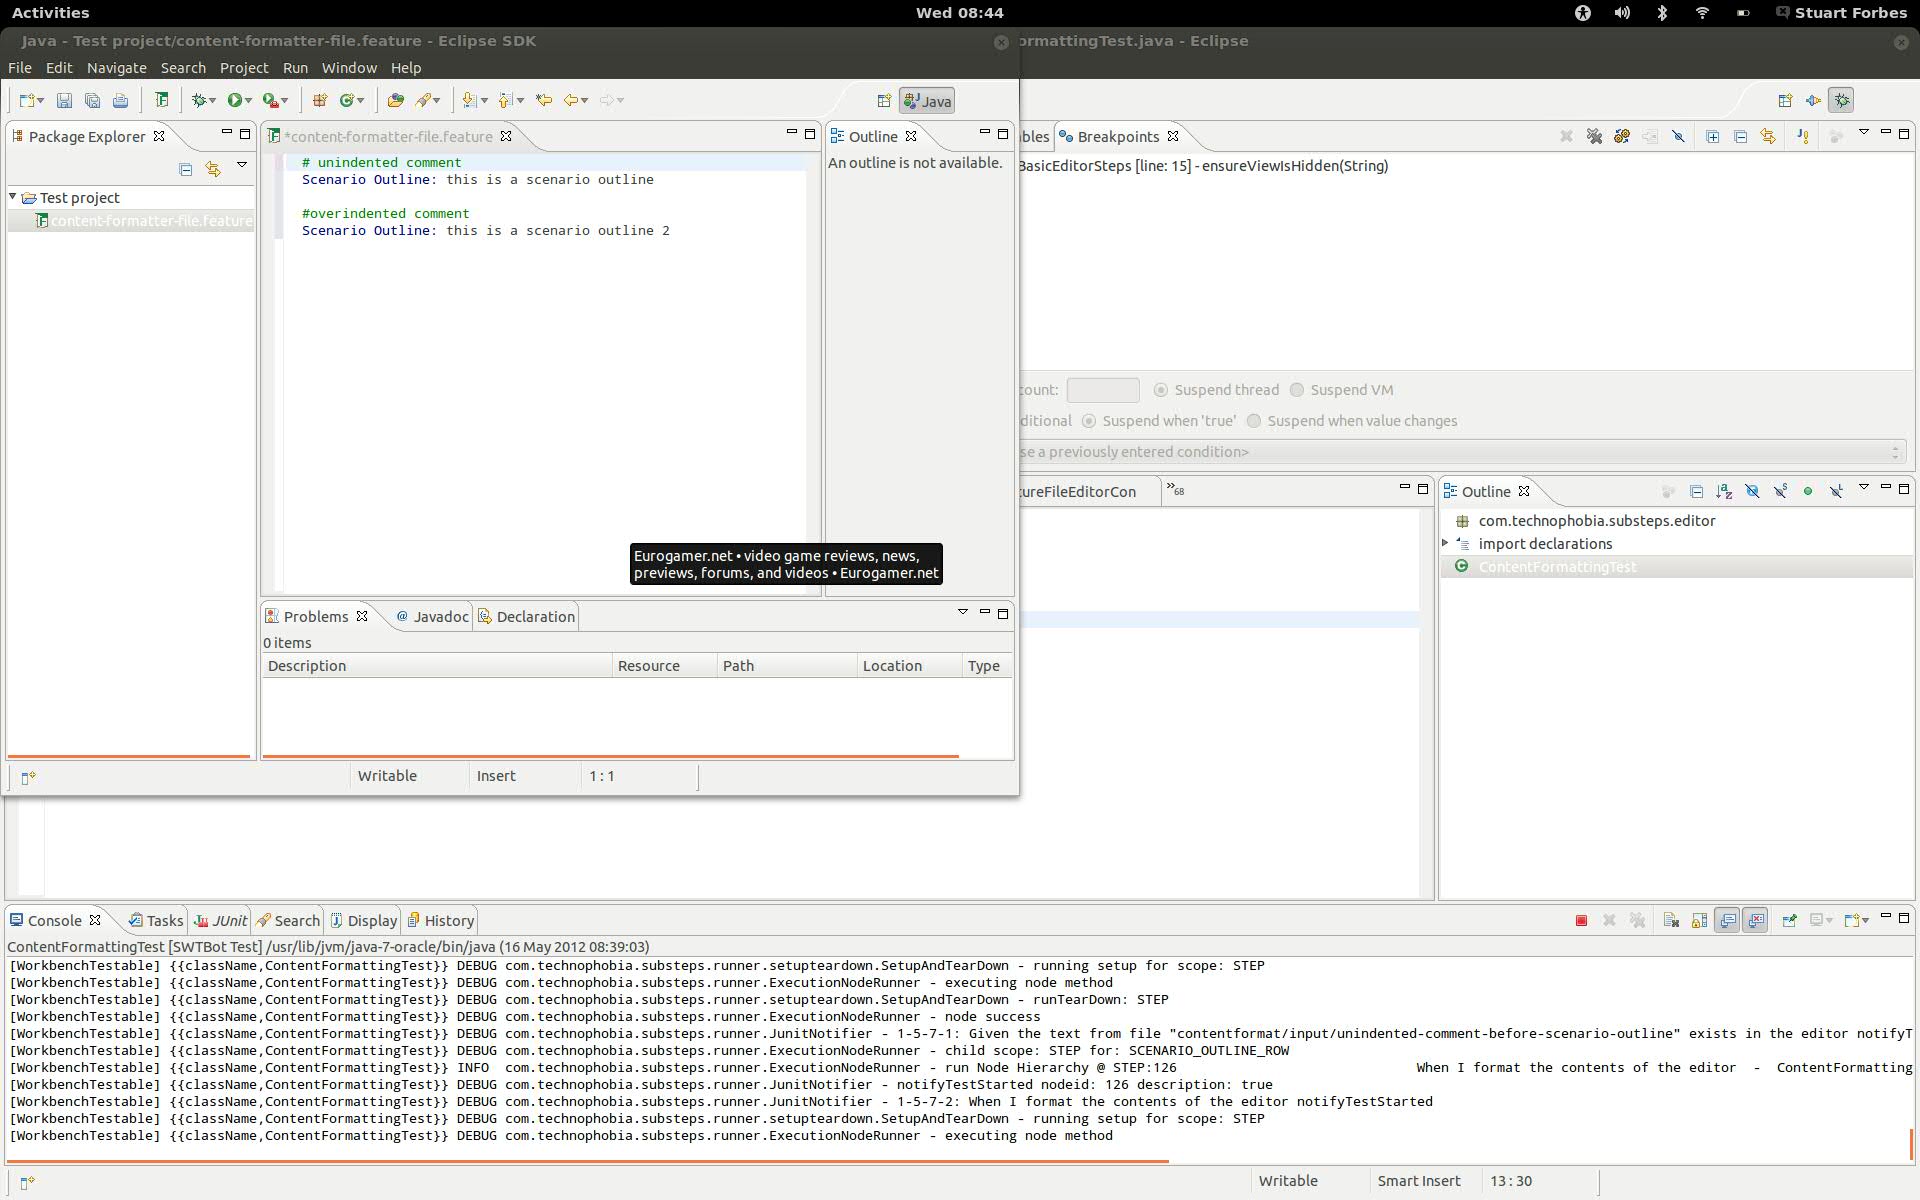 Activities
Wed 08:44
Stuart Forbes
Java - Test project/content-formatter-file.feature - Eclipse SDK
ormattingTest.java - Eclipse
File Edit Navigate Search Project Run Window Help
Java
Package Explorer
*content-formatter-file.feature
Outline
Breakpoints
# unindented comment
An outline is not available.
BasicEditorSteps [line: 15] - ensureViewIsHidden(String)
Scenario Outline: this is a scenario outline
Test project
#overindented comment
content-formatter-file.feature
Scenario Outline: this is a scenario outline 2
ount:
Suspend thread
Suspend VM
ditional
Suspend when 'true'
Suspend when value changes
se a previously entered condition>
ureFileEditorCon
68
Outline
com.technophobia.substeps.editor
import declarations
ContentFormattingTest
Eurogamer.net • video game reviews, news,
previews, forums, and videos • Eurogamer.net
Problems
@ Javadoc
Declaration
0 items
Description Resource Path Location Type
Writable Insert 1 : 1
Console Tasks JUnit Search Display History
ContentFormattingTest [SWTBot Test] /usr/lib/jvm/java-7-oracle/bin/java (16 May 2012 08:39:03)
[WorkbenchTestable] {{className,ContentFormattingTest}} DEBUG com.technophobia.substeps.runner.setupteardown.SetupAndTearDown - running setup for scope: STEP
[WorkbenchTestable] {{className,ContentFormattingTest}} DEBUG com.technophobia.substeps.runner.ExecutionNodeRunner - executing node method
[WorkbenchTestable] {{className,ContentFormattingTest}} DEBUG com.technophobia.substeps.runner.setupteardown.SetupAndTearDown - runTearDown: STEP
[WorkbenchTestable] {{className,ContentFormattingTest}} DEBUG com.technophobia.substeps.runner.ExecutionNodeRunner - node success
[WorkbenchTestable] {{className,ContentFormattingTest}} DEBUG com.technophobia.substeps.runner.JunitNotifier - 1-5-7-1: Given the text from file "contentformat/input/unindented-comment-before-scenario-outline" exists in the editor notifyT
[WorkbenchTestable] {{className,ContentFormattingTest}} DEBUG com.technophobia.substeps.runner.ExecutionNodeRunner - child scope: STEP for: SCENARIO_OUTLINE_ROW
[WorkbenchTestable] {{className,ContentFormattingTest}} INFO com.technophobia.substeps.runner.ExecutionNodeRunner - run Node Hierarchy @ STEP:126 When I format the contents of the editor - ContentFormatting
[WorkbenchTestable] {{className,ContentFormattingTest}} DEBUG com.technophobia.substeps.runner.JunitNotifier - notifyTestStarted nodeid: 126 description: true
[WorkbenchTestable] {{className,ContentFormattingTest}} DEBUG com.technophobia.substeps.runner.JunitNotifier - 1-5-7-2: When I format the contents of the editor notifyTestStarted
[WorkbenchTestable] {{className,ContentFormattingTest}} DEBUG com.technophobia.substeps.runner.setupteardown.SetupAndTearDown - running setup for scope: STEP
[WorkbenchTestable] {{className,ContentFormattingTest}} DEBUG com.technophobia.substeps.runner.ExecutionNodeRunner - executing node method
Writable Smart Insert 13 : 30